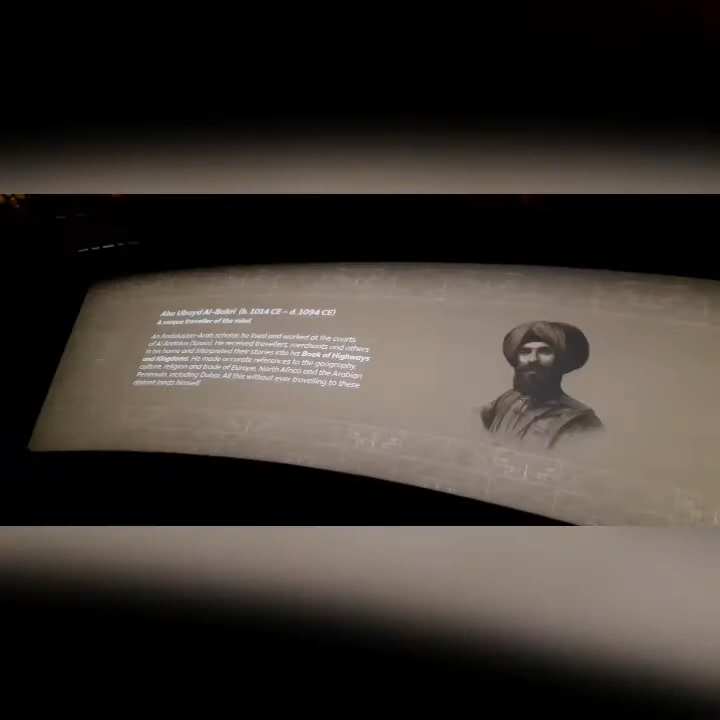 Abu Ubayd Al-Bakri (b. 1014 CE – d. 1094 CE)
A unique traveller of the mind
An Andalusian-Arab scholar, he lived and worked at the courts
of Al-Andalus (Spain). He received travellers, merchants and others
in his home and interpreted their stories into his Book of Highways
and Kingdoms. He made accurate references to the geography,
culture, religion and trade of Europe, North Africa and the Arabian
Peninsula, including Dubai. All this without ever travelling to these
distant lands himself.